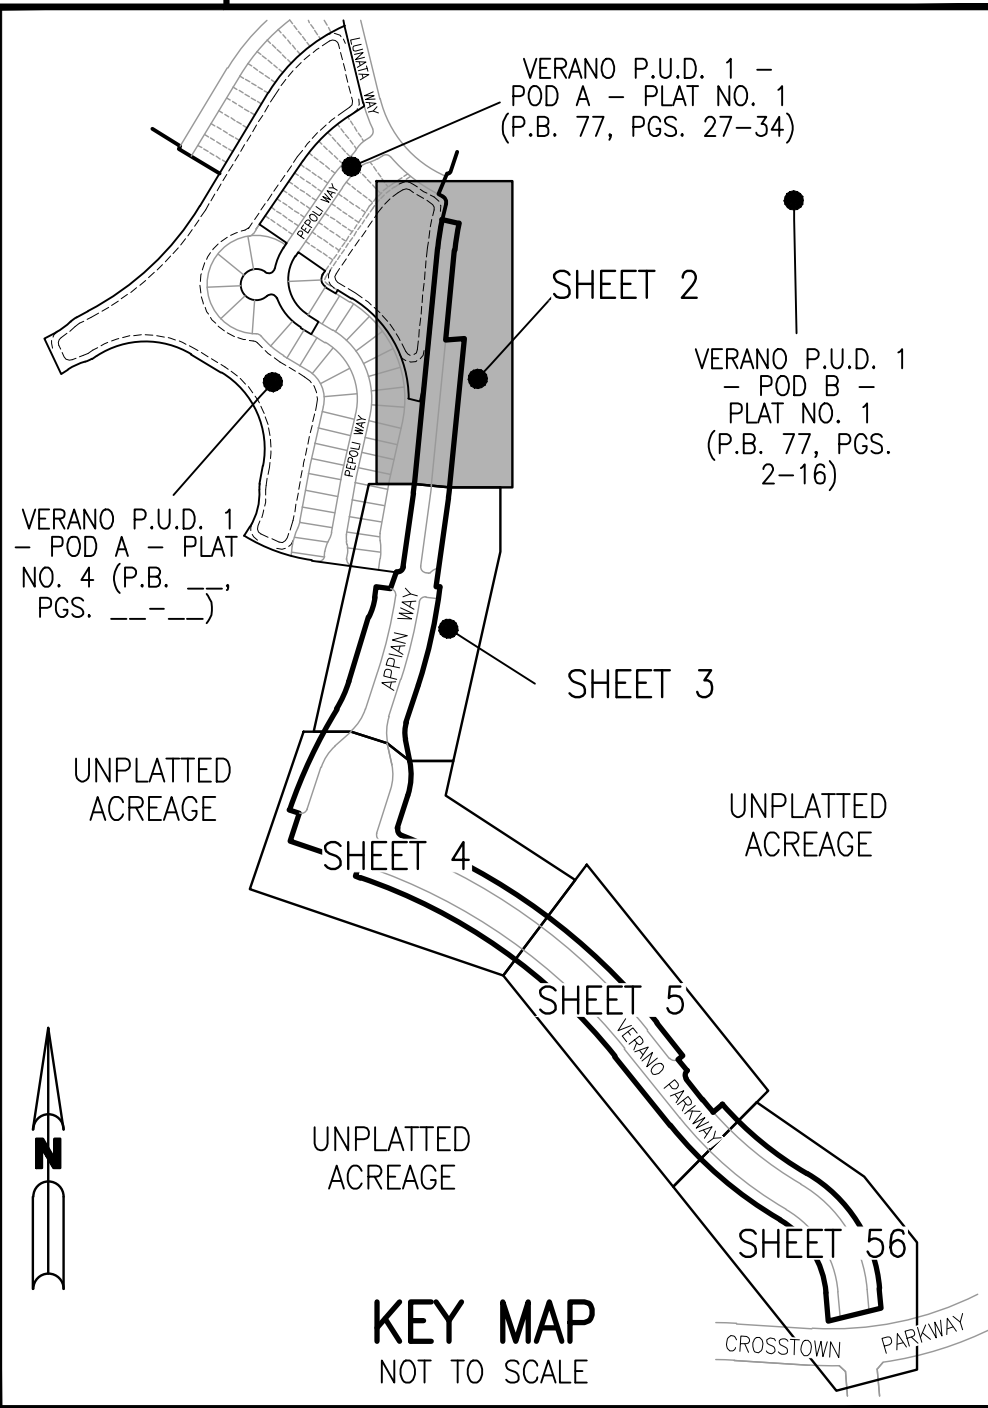 LUNATA WAY
VERANO P.U.D. 1 –
POD A – PLAT NO. 1
(P.B. 77, PGS. 27–34)
PEPOLI WAY
SHEET 2
VERANO P.U.D. 1
– POD B –
PLAT NO. 1
(P.B. 77, PGS.
2–16)
PEPOLI WAY
VERANO P.U.D. 1
– POD A – PLAT
NO. 4 (P.B. __,
PGS. __–__)
APPIAN WAY
SHEET 3
UNPLATTED
ACREAGE
UNPLATTED
ACREAGE
SHEET 4
SHEET 5
VERANO PARKWAY
N
UNPLATTED
ACREAGE
SHEET 56
KEY MAP
NOT TO SCALE
CROSSTOWN PARKWAY